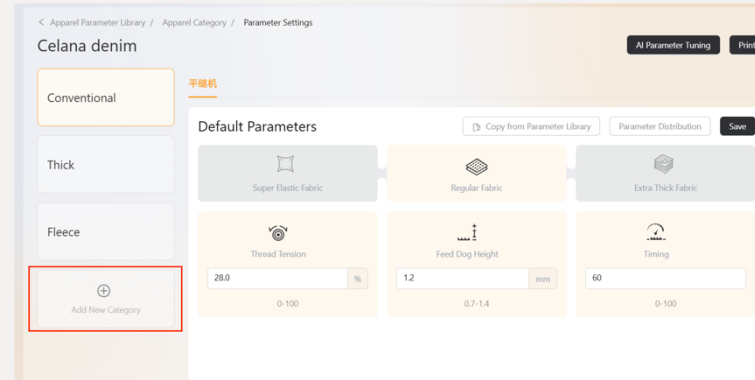 < Apparel Parameter Library / Apparel Category / Parameter Settings
Celana denim
AI Parameter Tuning
Print
Conventional
Thick
Fleece
Add New Category
平缝机
Default Parameters
Copy from Parameter Library
Parameter Distribution
Save
Super Elastic Fabric
Regular Fabric
Extra Thick Fabric
Thread Tension
Feed Dog Height
Timing
28.0 %
1.2 mm
60
0-100
0.7-1.4
0-100